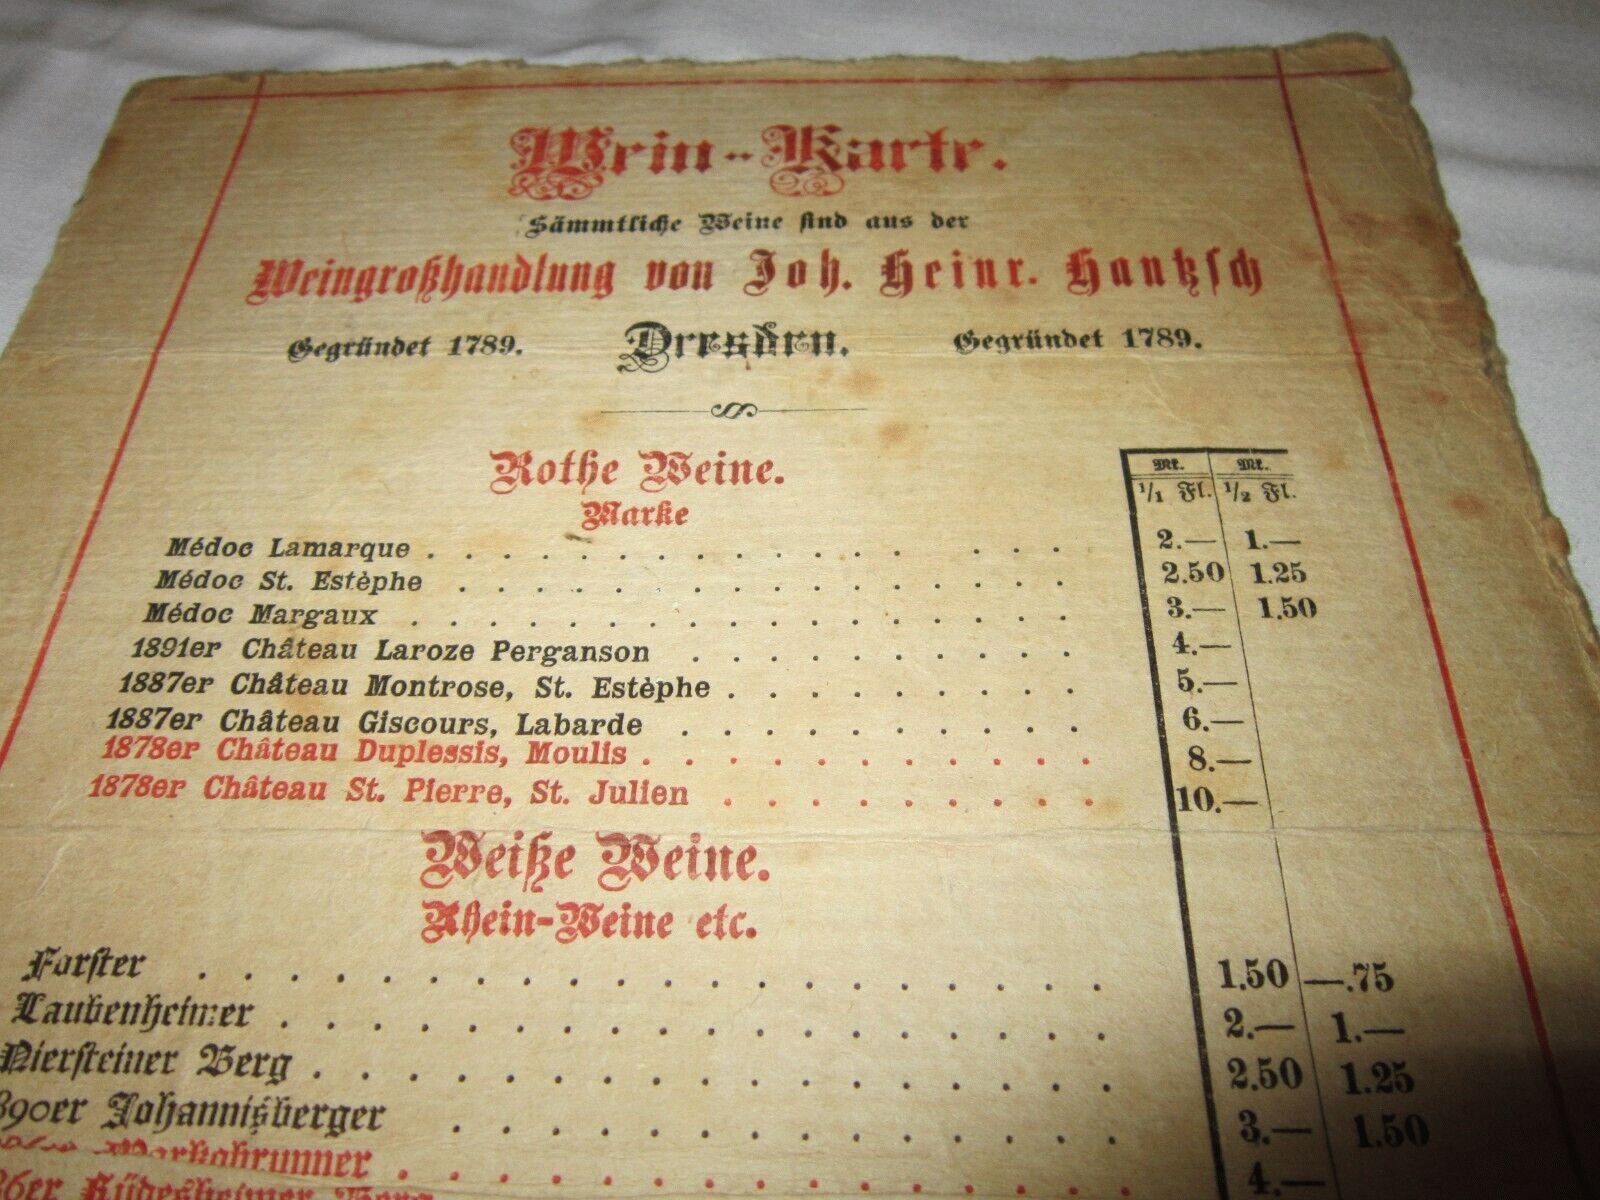 Wein-Karte.
Sämmtliche Weine sind aus der
Weingroßhandlung von Joh. Heinr. Hantzsch
Gegründet 1789. Dresden. Gegründet 1789.
Rothe Weine.
Marke
Mk. Mk.
1/1 Fl. 1/2 Fl.
Médoc Lamarque . . . . . . . . . . . . . . . 2.— 1.—
Médoc St. Estèphe . . . . . . . . . . . . . . . 2.50 1.25
Médoc Margaux . . . . . . . . . . . . . . . . 3.— 1.50
1891er Château Laroze Perganson . . . . . . . . . . 4.—
1887er Château Montrose, St. Estèphe . . . . . . . . . 5.—
1887er Château Giscours, Labarde . . . . . . . . . . 6.—
1878er Château Duplessis, Moulis . . . . . . . . . . . 8.—
1878er Château St. Pierre, St. Julien . . . . . . . . . 10.—
Weiße Weine.
Rhein-Weine etc.
Forster . . . . . . . . . . . . . . . . . . . . 1.50 —.75
Laubenheimer . . . . . . . . . . . . . . . . . . 2.— 1.—
Niersteiner Berg . . . . . . . . . . . . . . . . . 2.50 1.25
90er Johannisberger . . . . . . . . . . . . . . 3.— 1.50
Markobrunner . . . . . . . . . . . . . . . . 4.—
86er Rüdesheimer Berg